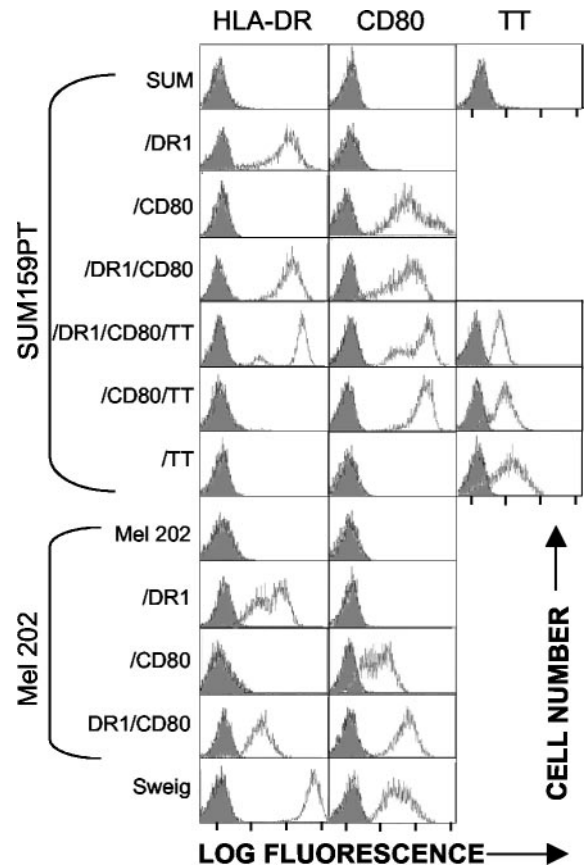 HLA-DR CD80 TT
SUM159PT
SUM
/DR1
/CD80
/DR1/CD80
/DR1/CD80/TT
/CD80/TT
/TT
Mel 202
Mel 202
/DR1
/CD80
DR1/CD80
Sweig
CELL NUMBER
LOG FLUORESCENCE